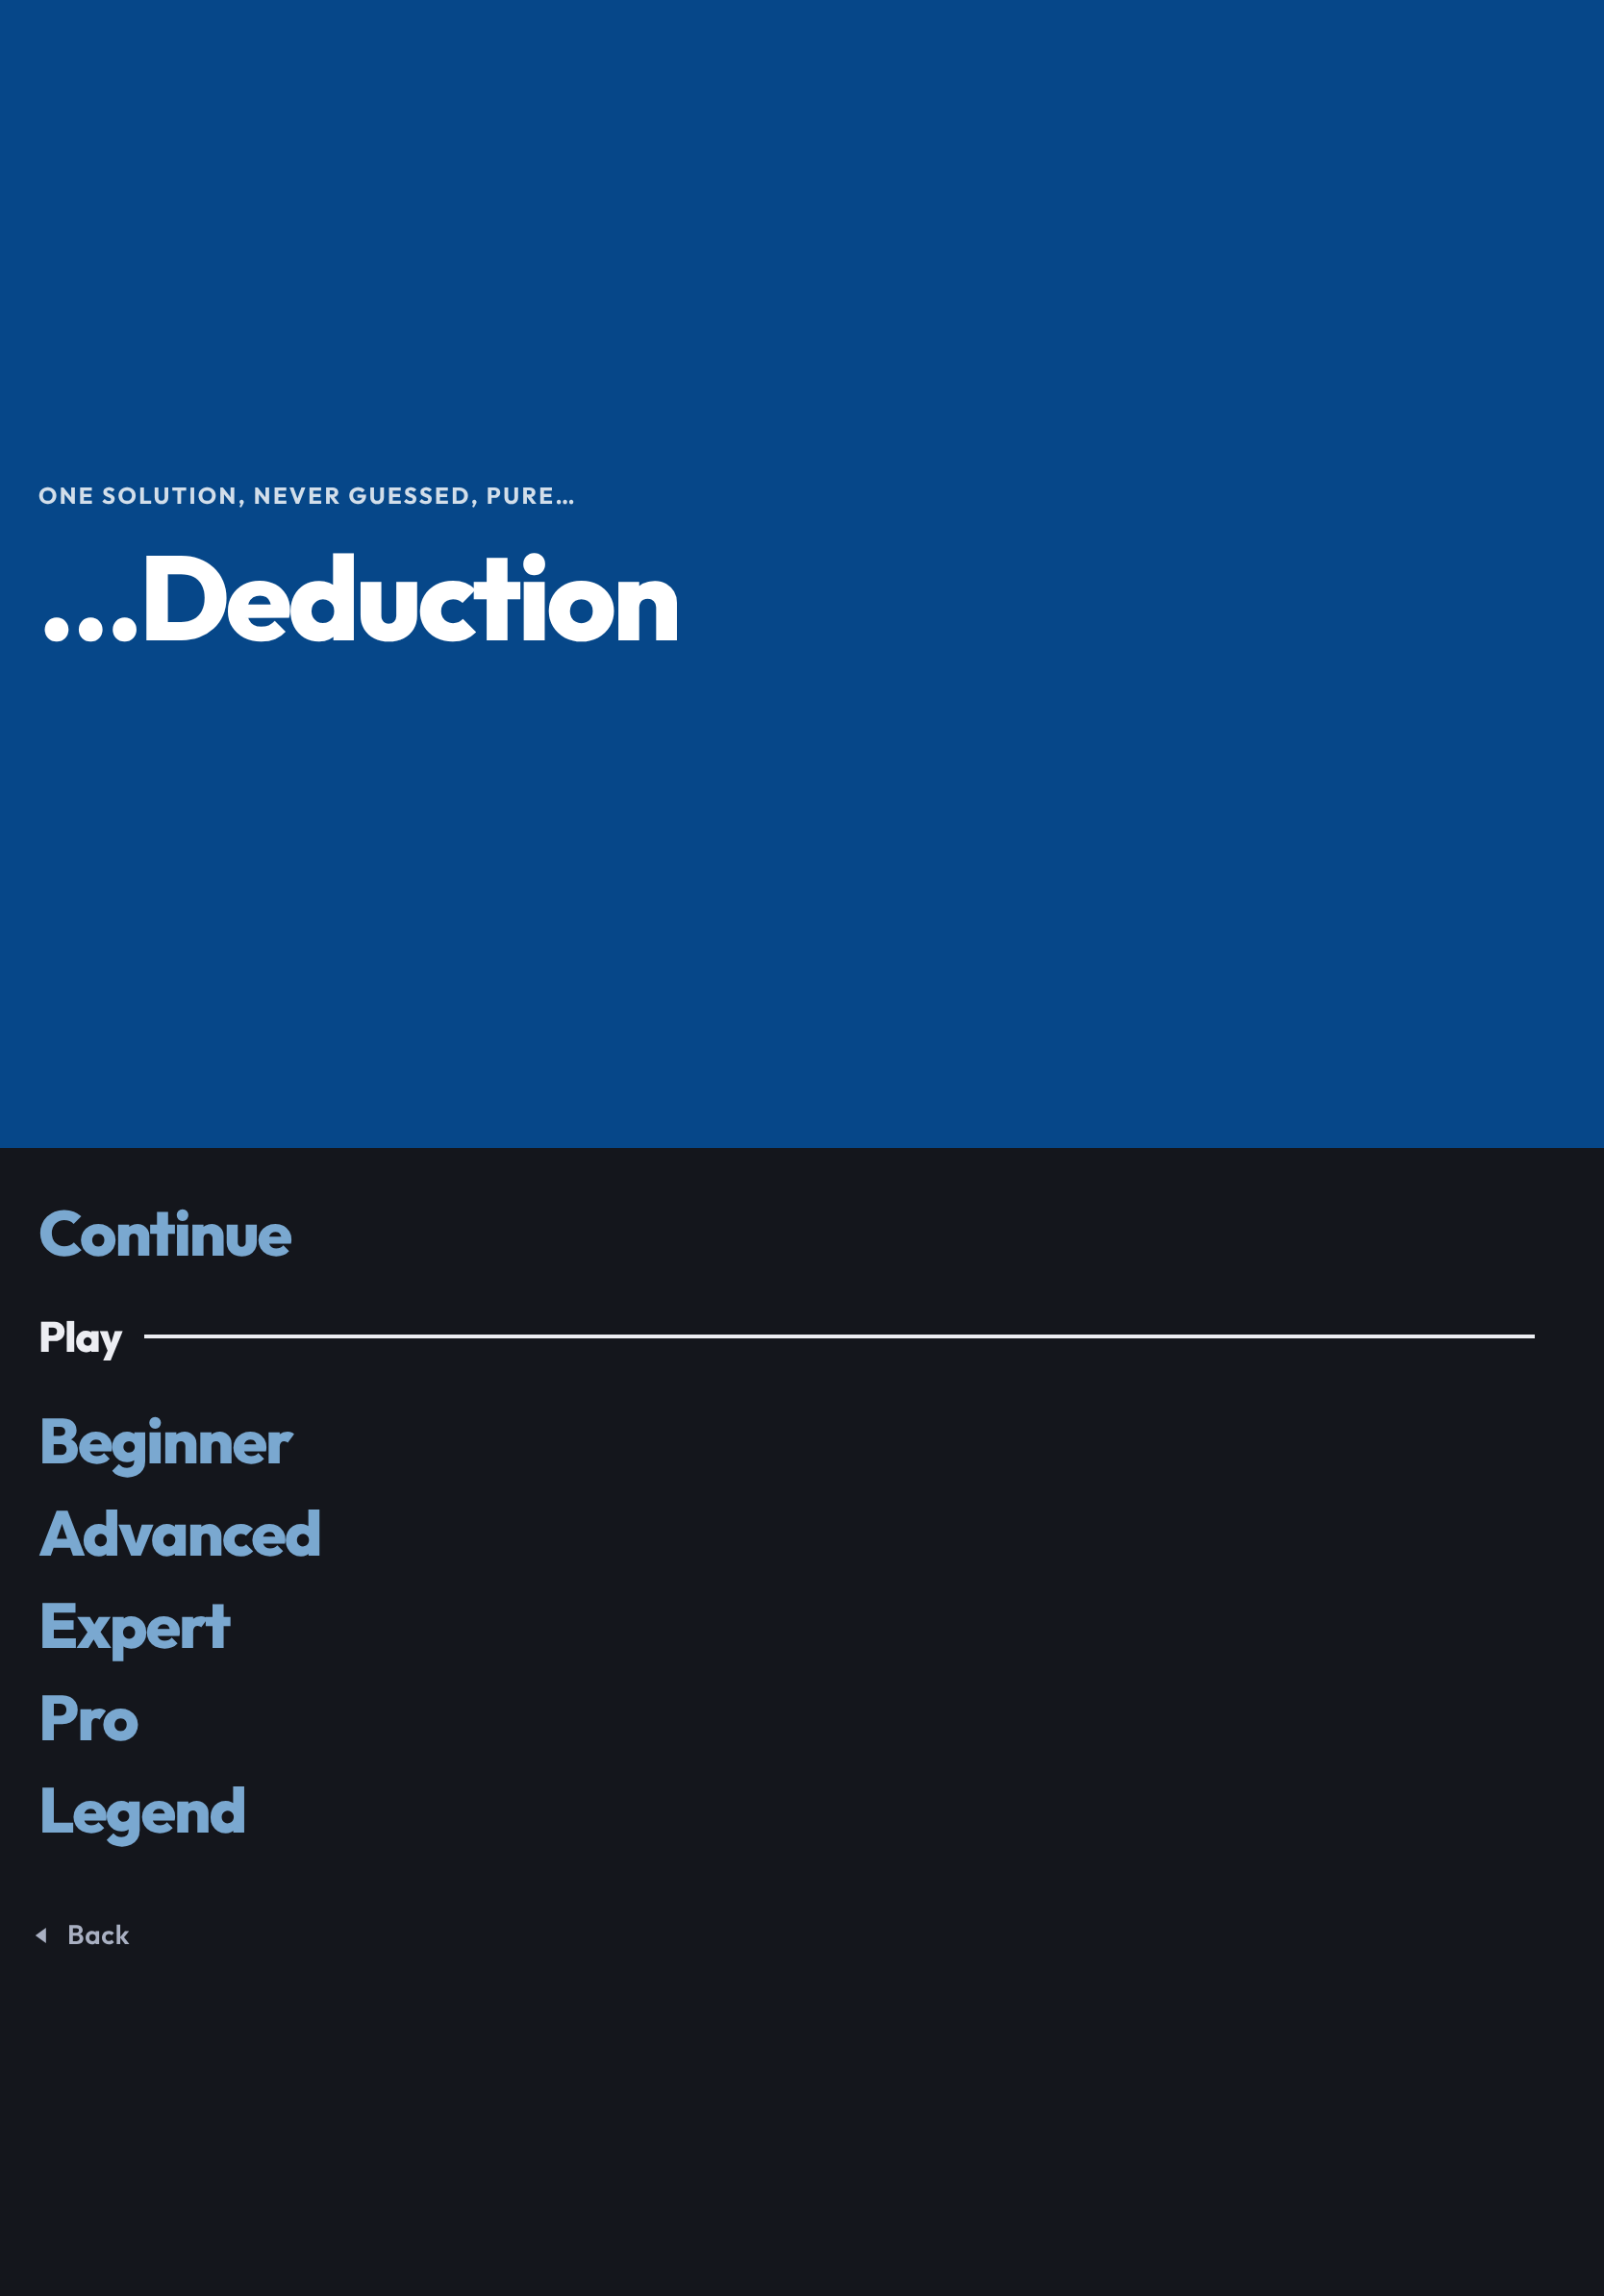 ONE SOLUTION, NEVER GUESSED, PURE…
…Deduction
Continue
Play
Beginner
Advanced
Expert
Pro
Legend
Back